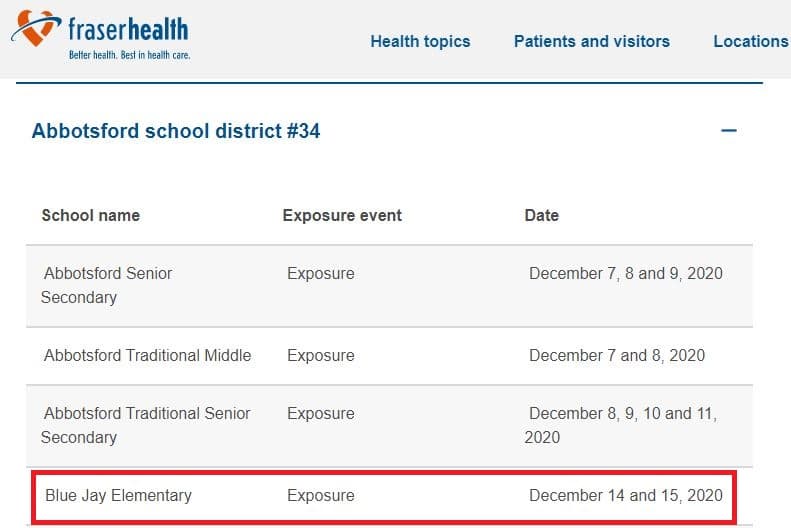 fraserhealth
Better health. Best in health care.
Health topics Patients and visitors Locations
Abbotsford school district #34
School name Exposure event Date
Abbotsford Senior Exposure December 7, 8 and 9, 2020
Secondary
Abbotsford Traditional Middle Exposure December 7 and 8, 2020
Abbotsford Traditional Senior Exposure December 8, 9, 10 and 11,
Secondary 2020
Blue Jay Elementary Exposure December 14 and 15, 2020